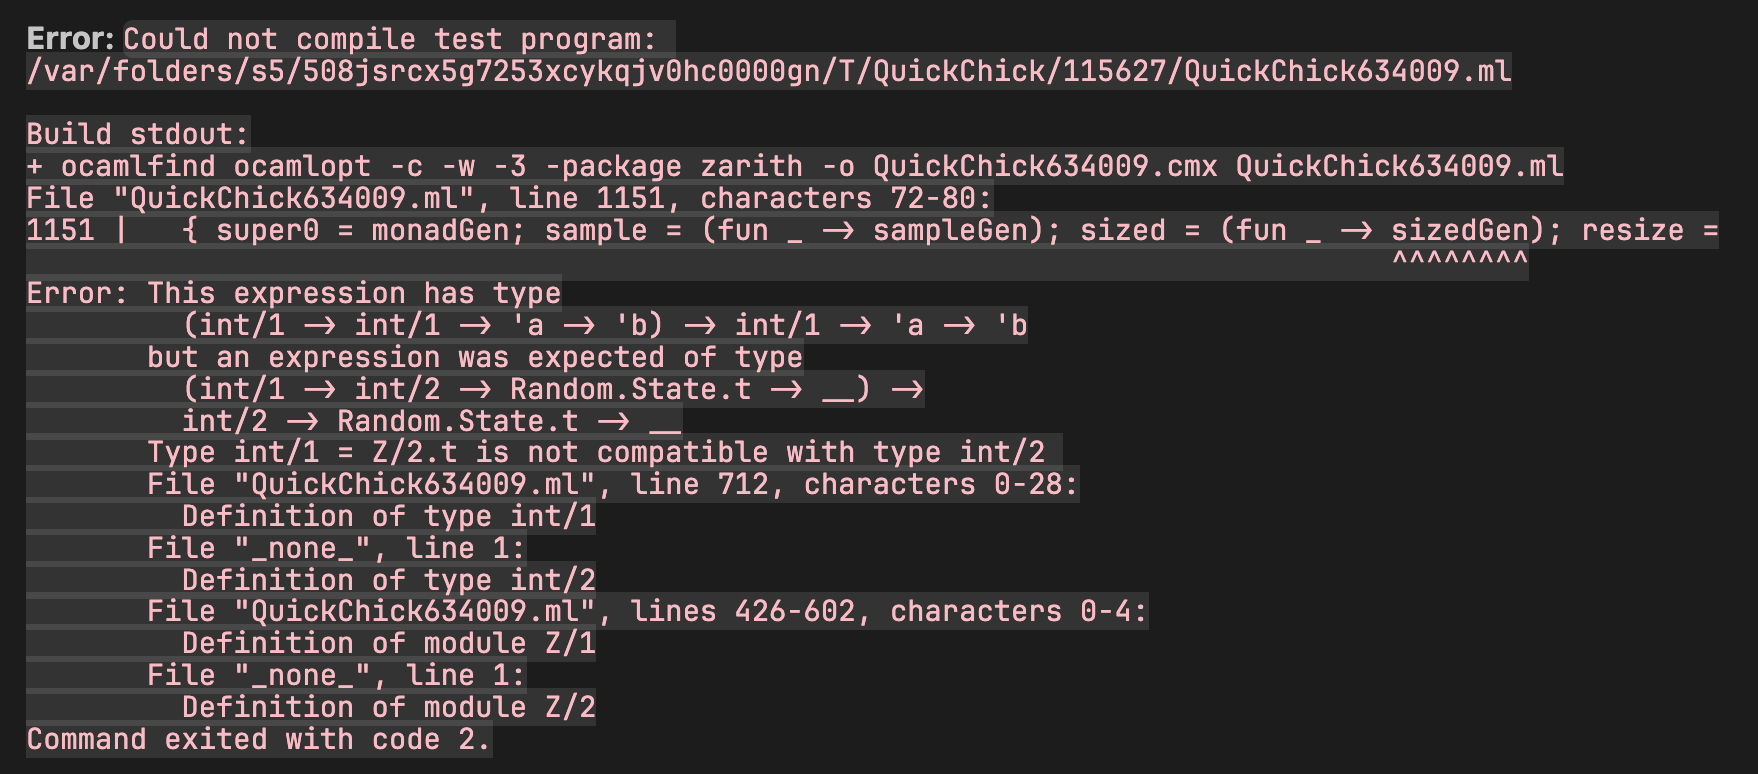 Error: Could not compile test program:
/var/folders/s5/508jsrcx5g7253xcykqjv0hc0000gn/T/QuickChick/115627/QuickChick634009.ml
Build stdout:
+ ocamlfind ocamlopt -c -w -3 -package zarith -o QuickChick634009.cmx QuickChick634009.ml
File "QuickChick634009.ml", line 1151, characters 72-80:
1151 |   { super0 = monadGen; sample = (fun _ -> sampleGen); sized = (fun _ -> sizedGen); resize =
^^^^^^^^
Error: This expression has type
(int/1 -> int/1 -> 'a -> 'b) -> int/1 -> 'a -> 'b
but an expression was expected of type
(int/1 -> int/2 -> Random.State.t -> __) ->
int/2 -> Random.State.t -> __
Type int/1 = Z/2.t is not compatible with type int/2
File "QuickChick634009.ml", line 712, characters 0-28:
Definition of type int/1
File "_none_", line 1:
Definition of type int/2
File "QuickChick634009.ml", lines 426-602, characters 0-4:
Definition of module Z/1
File "_none_", line 1:
Definition of module Z/2
Command exited with code 2.